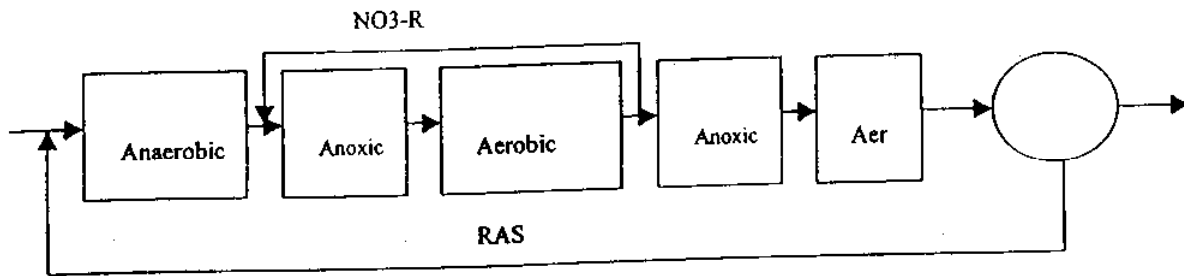 NO3-R
Anaerobic
Anoxic
Aerobic
Anoxic
Aer
RAS